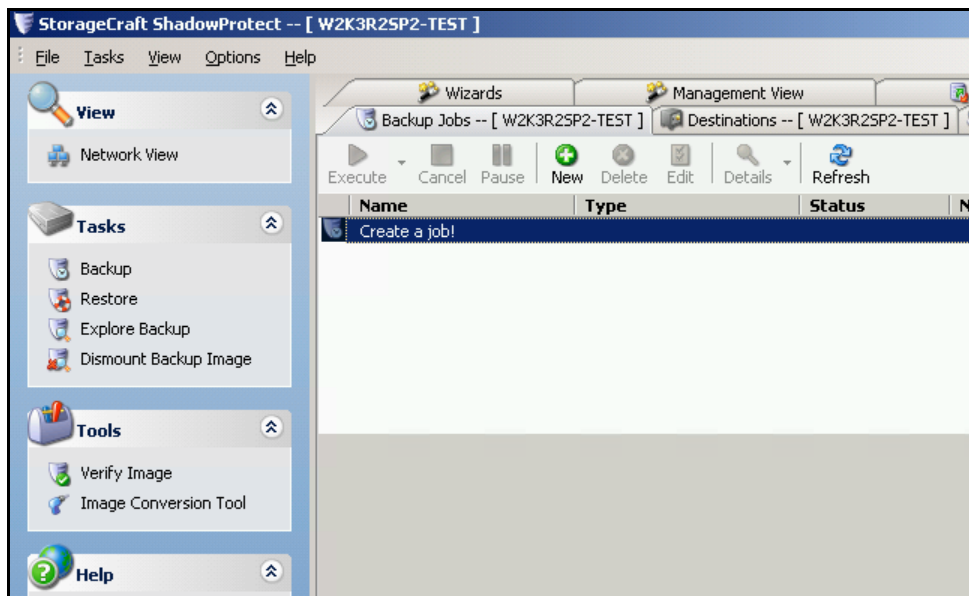 StorageCraft ShadowProtect -- [ W2K3R2SP2-TEST ]
File Tasks View Options Help
View
Network View
Tasks
Backup
Restore
Explore Backup
Dismount Backup Image
Tools
Verify Image
Image Conversion Tool
Help
Wizards Management View
Backup Jobs -- [ W2K3R2SP2-TEST ] Destinations -- [ W2K3R2SP2-TEST ]
Execute Cancel Pause New Delete Edit Details Refresh
Name Type Status N
Create a job!